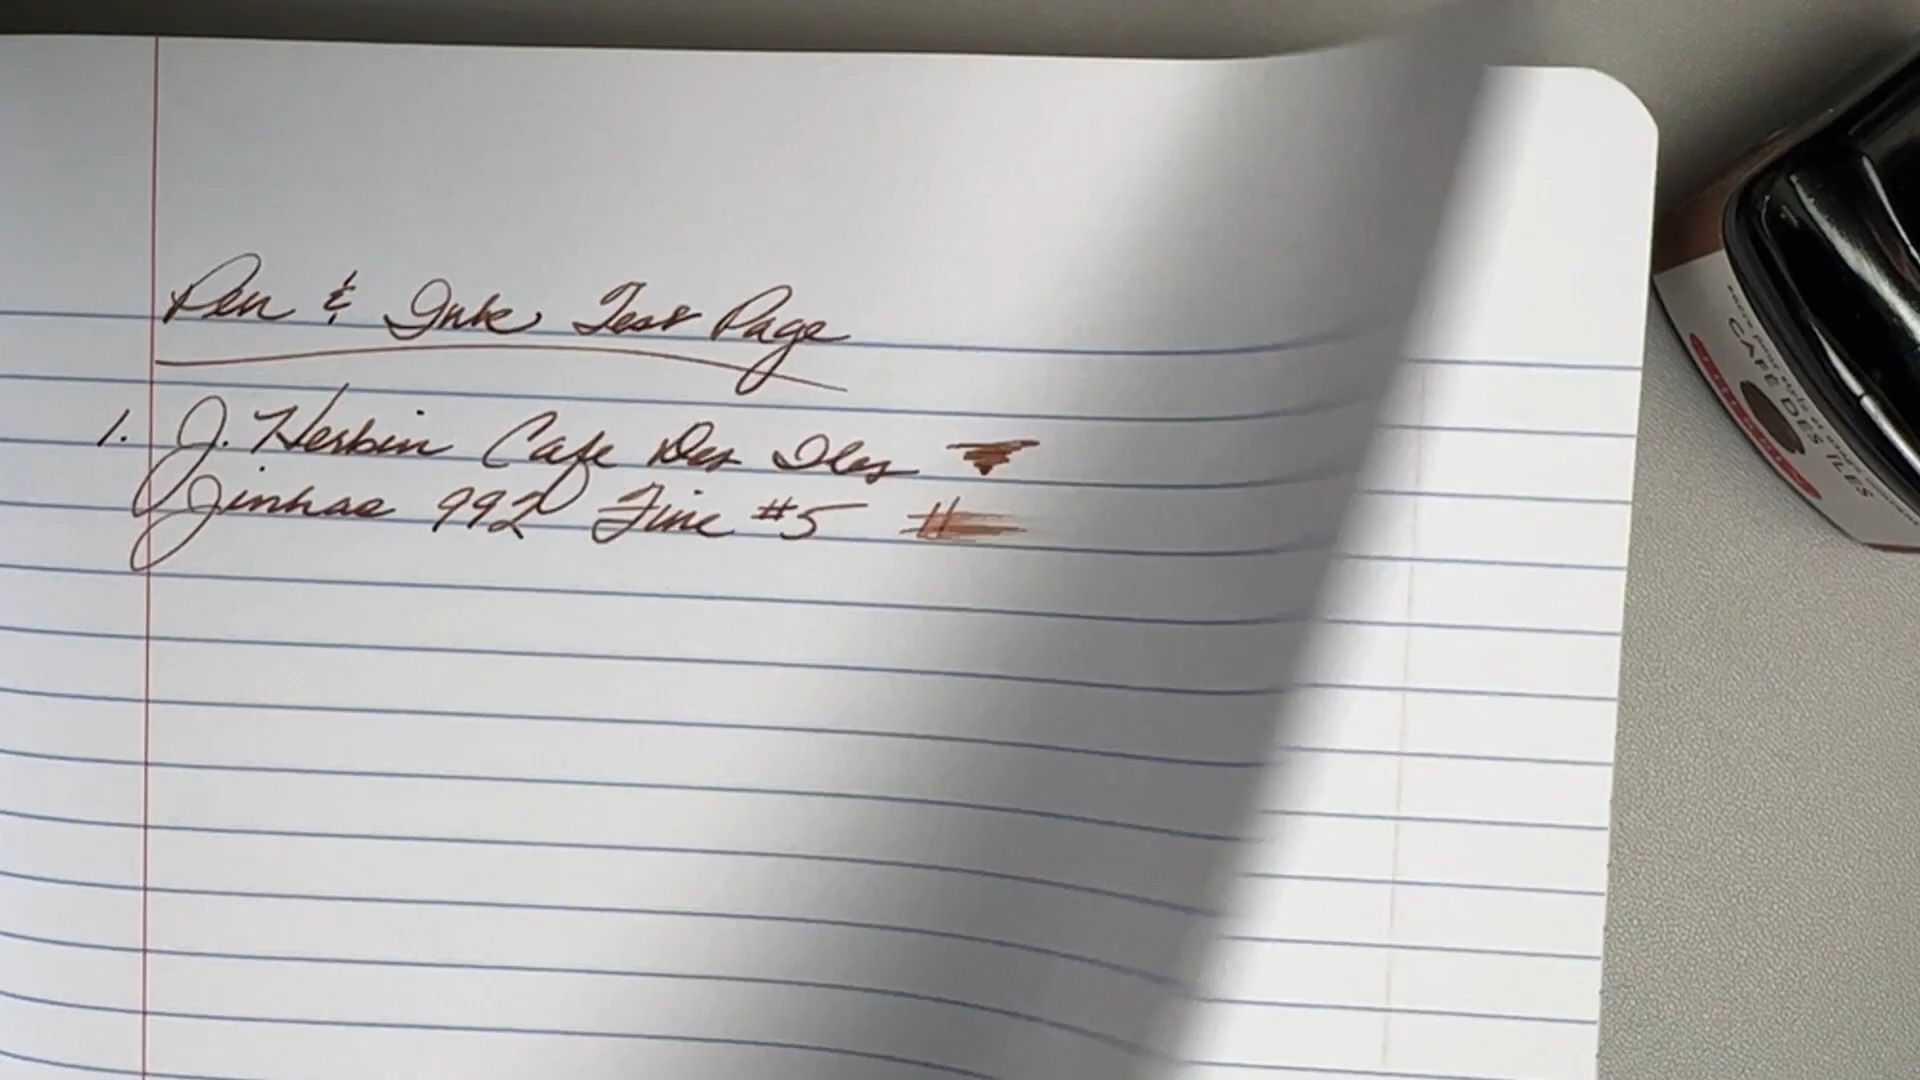 Pen & Ink Test Page
1. J. Herbin Cafe Des Iles
Jinhao 992 Fine #5
CAFÉ DES ÎLES